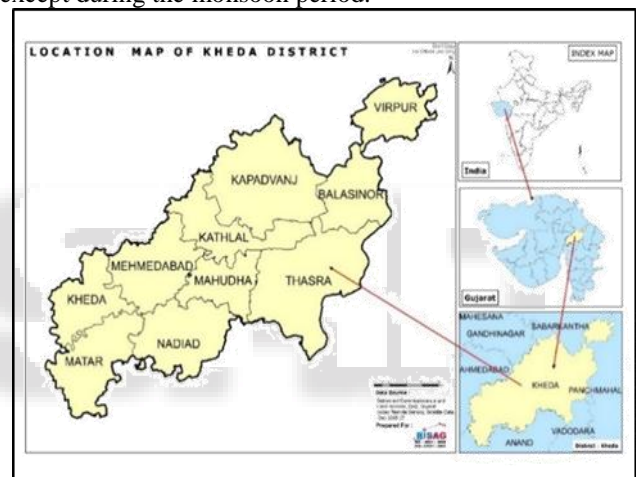 except during the monsoon period.
LOCATION MAP OF KHEDA DISTRICT
INDEX MAP
VIRPUR
KAPADVANJ
BALASINOR
KATHLAL
MEHMEDABAD
MAHUDHA
THASRA
KHEDA
NADIAD
MATAR
India
Gujarat
MAHESANA
SABARKANTHA
GANDHINAGAR
AHMEDABAD
KHEDA
PANCHMAHAL
VADODARA
ANAND
District : Kheda
Data Source :
Prepared For :
BISAG